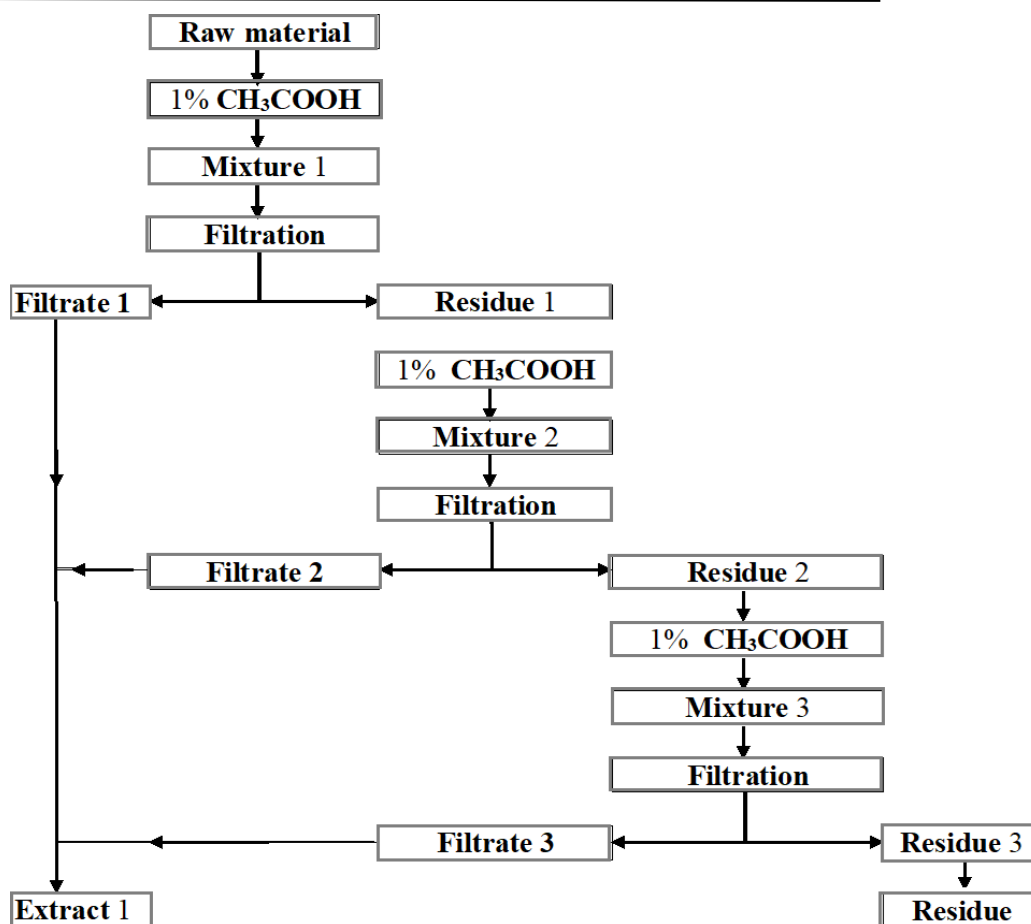 Raw material
1% CH₃COOH
Mixture 1
Filtration
Filtrate 1
Residue 1
1% CH₃COOH
Mixture 2
Filtration
Filtrate 2
Residue 2
1% CH₃COOH
Mixture 3
Filtration
Filtrate 3
Residue 3
Extract 1
Residue